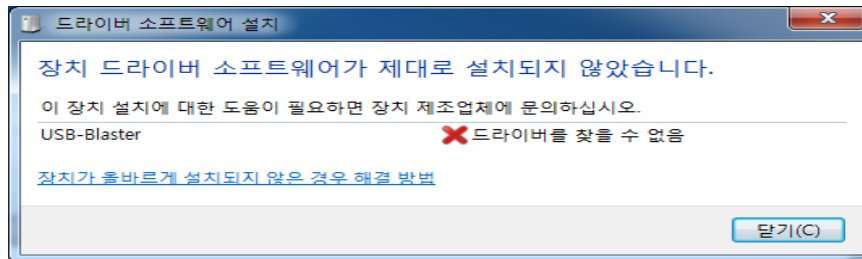 드라이버 소프트웨어 설치
장치 드라이버 소프트웨어가 제대로 설치되지 않았습니다.
이 장치 설치에 대한 도움이 필요하면 장치 제조업체에 문의하십시오.
USB-Blaster 드라이버를 찾을 수 없음
장치가 올바르게 설치되지 않은 경우 해결 방법
닫기(C)